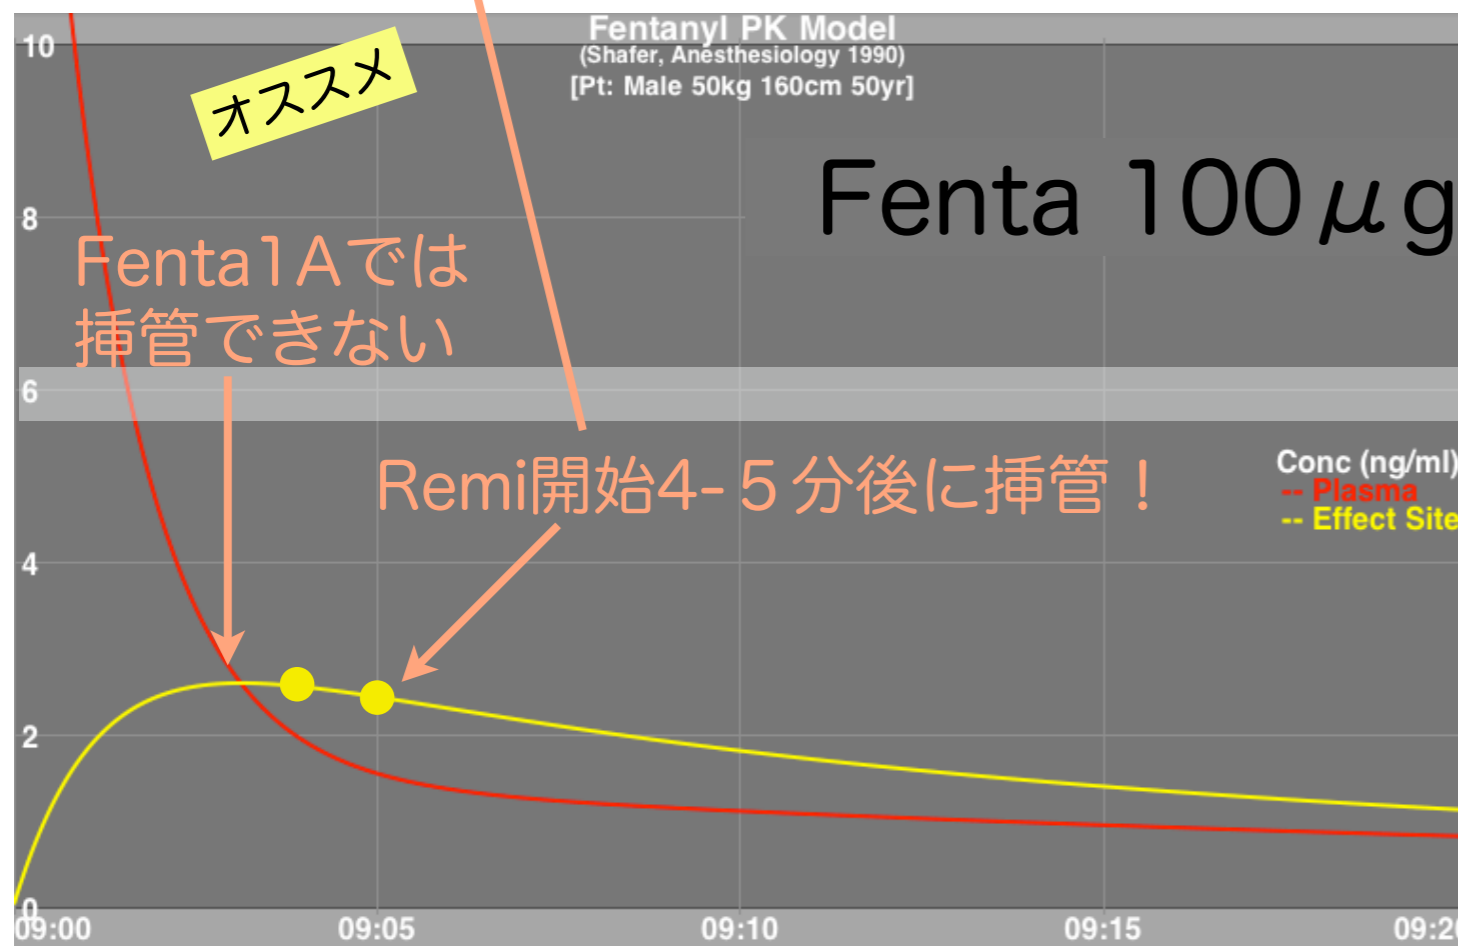 Fentanyl PK Model
(Shafer, Anesthesiology 1990)
[Pt: Male 50kg 160cm 50yr]
オススメ
Fenta 100μg
Fenta1Aでは
挿管できない
Remi開始4-５分後に挿管！
Conc (ng/ml)
-- Plasma
-- Effect Site
10
8
6
4
2
0
09:00
09:05
09:10
09:15
09:20